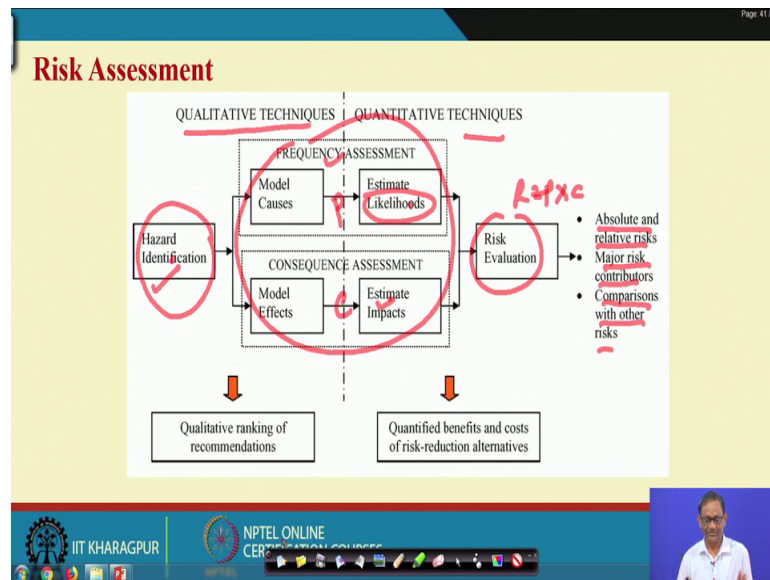 Page: 41
Risk Assessment
QUALITATIVE TECHNIQUES
QUANTITATIVE TECHNIQUES
FREQUENCY ASSESSMENT
Model
Causes
P
Estimate
Likelihoods
R=P×C
Hazard
Identification
Risk
Evaluation
• Absolute and
relative risks
• Major risk
contributors
• Comparisons
with other
risks
CONSEQUENCE ASSESSMENT
Model
Effects
C
Estimate
Impacts
Qualitative ranking of
recommendations
Quantified benefits and costs
of risk-reduction alternatives
IIT KHARAGPUR
NPTEL ONLINE
CERTIFICATION COURSES